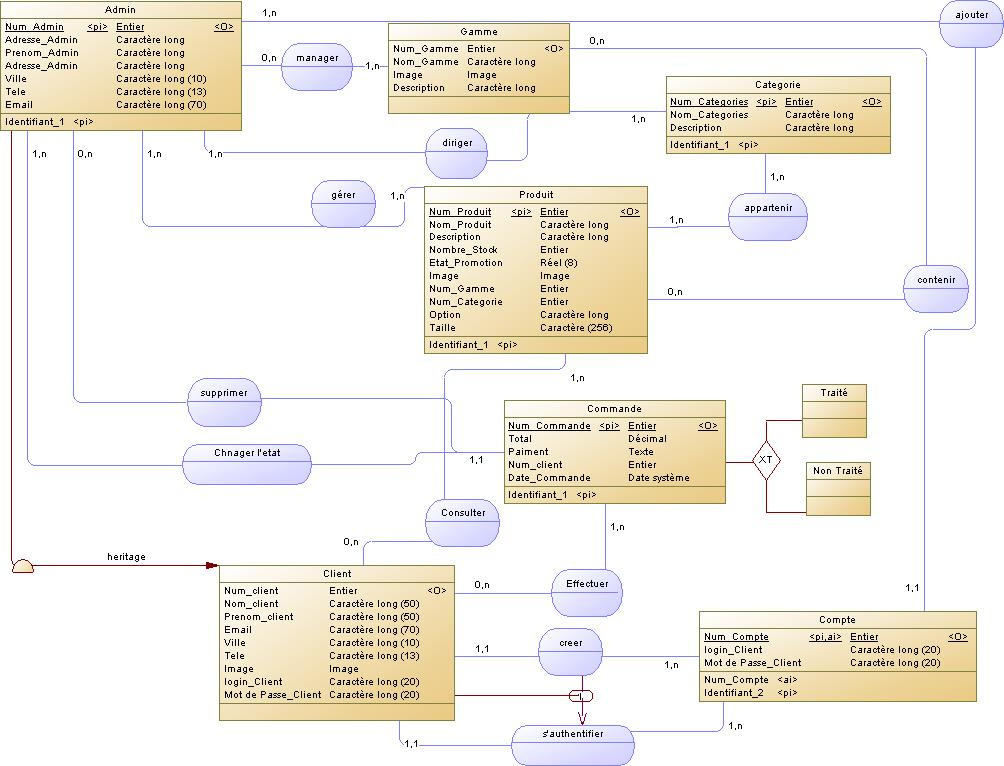 Admin
Num_Admin <pi> Entier <O>
Adresse_Admin Caractère long
Prenom_Admin Caractère long
Adresse_Admin Caractère long
Ville Caractère long (10)
Tele Caractère long (13)
Email Caractère long (70)
Identifiant_1 <pi>
1,n
ajouter
0,n
manager
1,n
Gamme
Num_Gamme Entier <O>
Nom_Gamme Caractère long
Image Image
Description Caractère long
0,n
Categorie
Num_Categories <pi> Entier <O>
Nom_Categories Caractère long
Description Caractère long
Identifiant_1 <pi>
1,n
1,n
0,n
1,n
1,n
diriger
gérer
1,n
1,n
appartenir
1,n
Produit
Num_Produit <pi> Entier <O>
Nom_Produit Caractère long
Description Caractère long
Nombre_Stock Entier
Etat_Promotion Réel (8)
Image Image
Num_Gamme Entier
Num_Categorie Entier
Option Caractère long
Taille Caractère (256)
Identifiant_1 <pi>
contenir
0,n
1,n
supprimer
Chnager l'etat
1,1
Commande
Num_Commande <pi> Entier <O>
Total Décimal
Paiment Texte
Num_client Entier
Date_Commande Date système
Identifiant_1 <pi>
Traité
XT
Non Traité
Consulter
0,n
1,n
heritage
Client
Num_client Entier <O>
Nom_client Caractère long (50)
Prenom_client Caractère long (50)
Email Caractère long (70)
Ville Caractère long (10)
Tele Caractère long (13)
Image Image
login_Client Caractère long (20)
Mot de Passe_Client Caractère long (20)
0,n
Effectuer
1,1
1,1
creer
1,n
Compte
Num_Compte <pi,ai> Entier <O>
login_Client Caractère long (20)
Mot de Passe_Client Caractère long (20)
Num_Compte <ai>
Identifiant_2 <pi>
1,1
s'authentifier
1,n